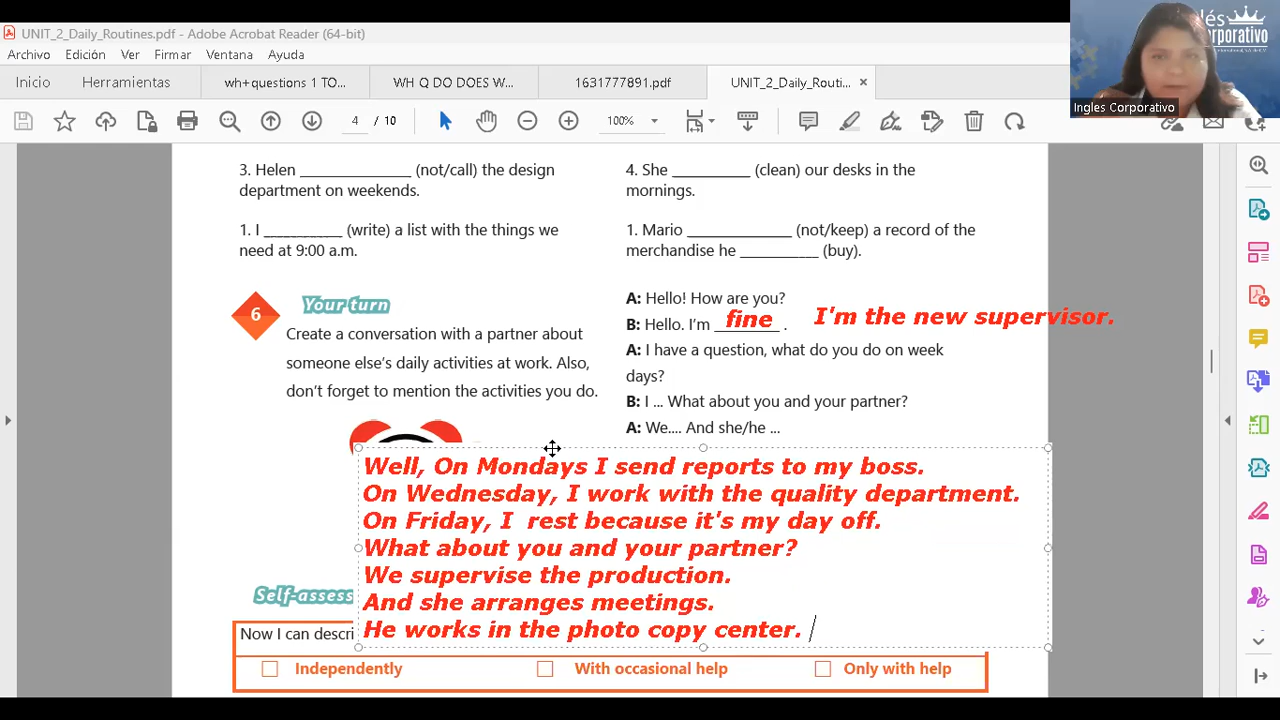 UNIT_2_Daily_Routines.pdf - Adobe Acrobat Reader (64-bit)
Archivo Edición Ver Firmar Ventana Ayuda
Inicio Herramientas wh+questions 1 TO... WH Q DO DOES W... 1631777891.pdf UNIT_2_Daily_Routi... ×
4 / 10 100%
Corporativo
Ingles Corporativo
3. Helen ______________ (not/call) the design
department on weekends.
1. I __________ (write) a list with the things we
need at 9:00 a.m.
4. She __________ (clean) our desks in the
mornings.
1. Mario _____________ (not/keep) a record of the
merchandise he __________ (buy).
6
Your turn
Create a conversation with a partner about
someone else's daily activities at work. Also,
don't forget to mention the activities you do.
A: Hello! How are you?
B: Hello. I'm fine . I'm the new supervisor.
A: I have a question, what do you do on week
days?
B: I ... What about you and your partner?
A: We.... And she/he ...
Well, On Mondays I send reports to my boss.
On Wednesday, I work with the quality department.
On Friday, I rest because it's my day off.
What about you and your partner?
We supervise the production.
And she arranges meetings.
He works in the photo copy center.
Self-assess
Now I can descri
Independently With occasional help Only with help